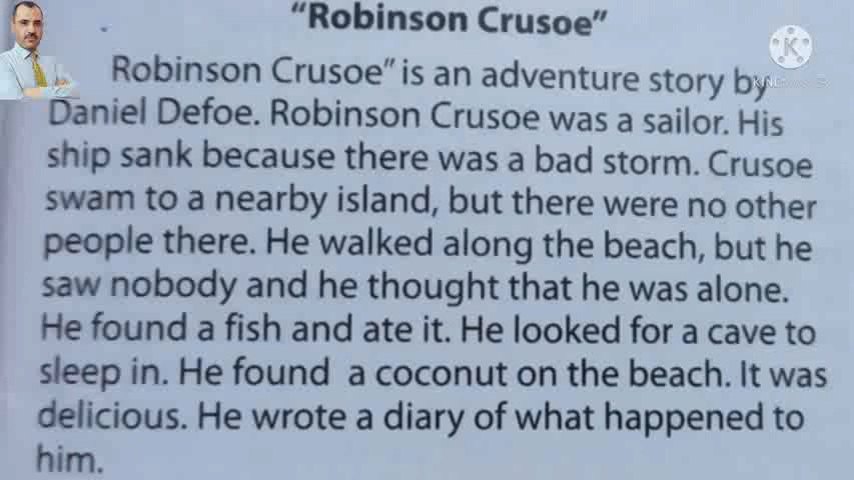 "Robinson Crusoe"
Robinson Crusoe" is an adventure story by
Daniel Defoe. Robinson Crusoe was a sailor. His
ship sank because there was a bad storm. Crusoe
swam to a nearby island, but there were no other
people there. He walked along the beach, but he
saw nobody and he thought that he was alone.
He found a fish and ate it. He looked for a cave to
sleep in. He found a coconut on the beach. It was
delicious. He wrote a diary of what happened to
him.